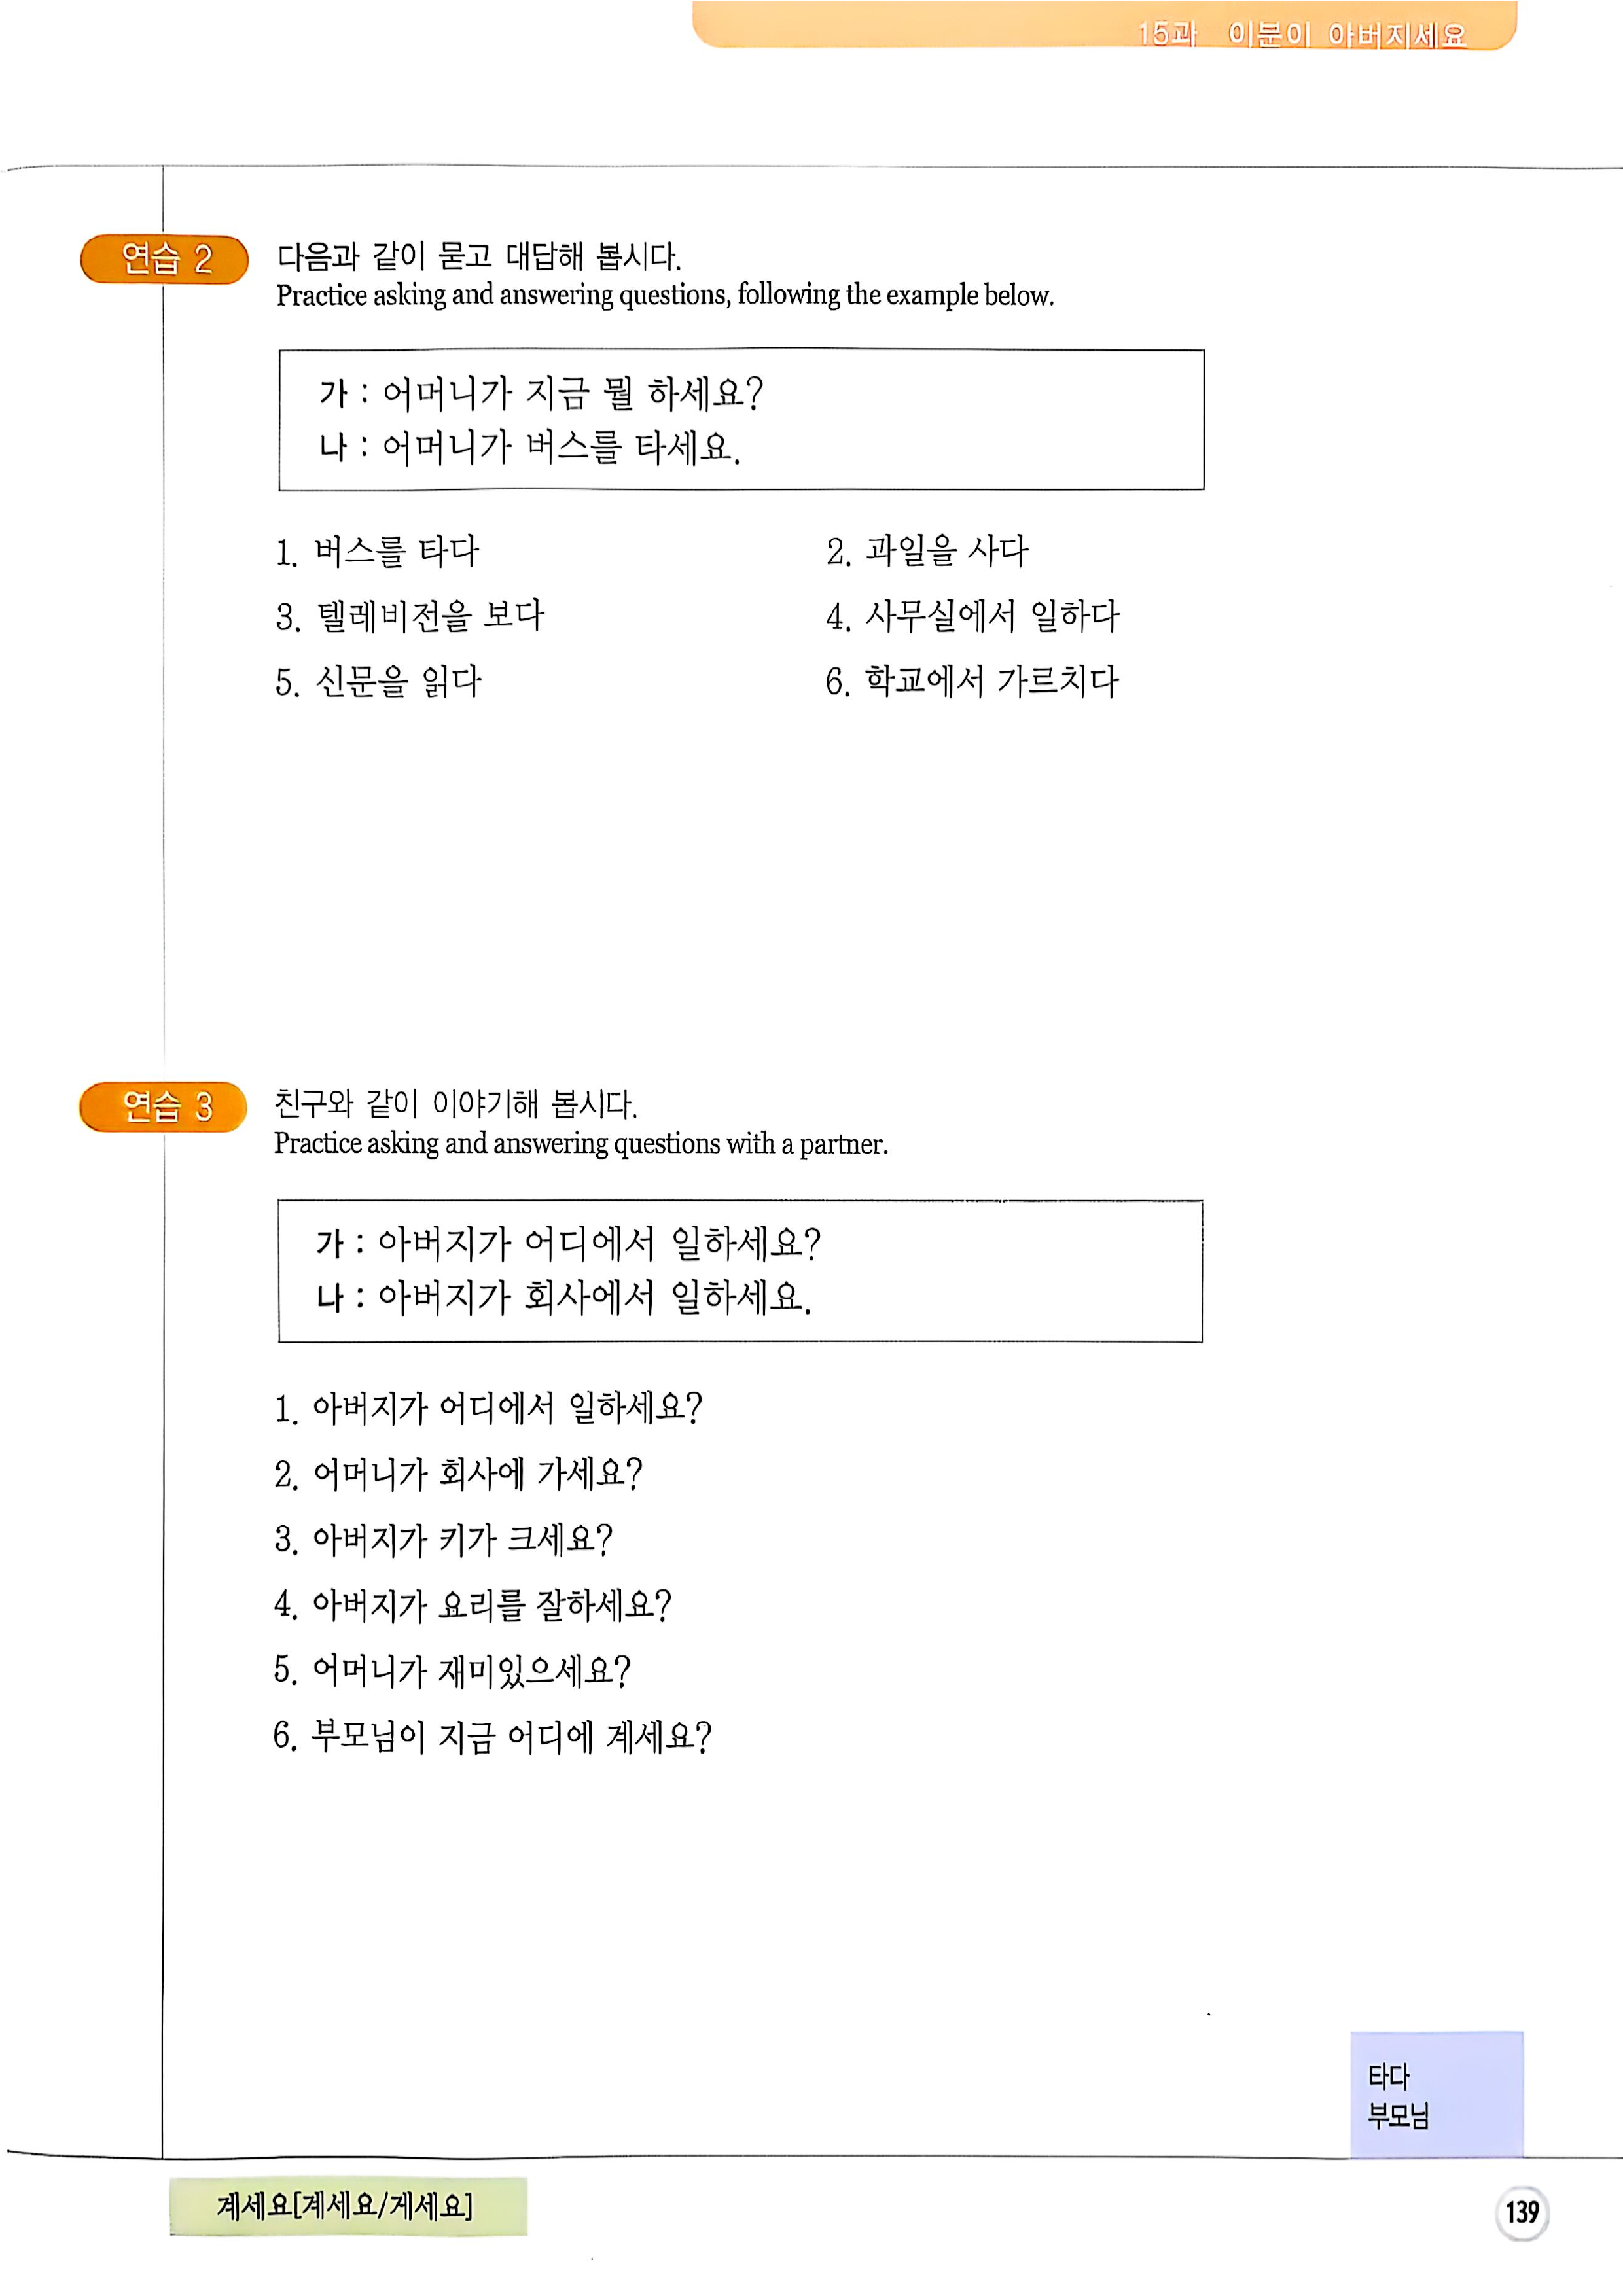 15과 이분이 아버지세요
연습 2
다음과 같이 묻고 대답해 봅시다.
Practice asking and answering questions, following the example below.
가 : 어머니가 지금 뭘 하세요?
나 : 어머니가 버스를 타세요.
1. 버스를 타다
2. 과일을 사다
3. 텔레비전을 보다
4. 사무실에서 일하다
5. 신문을 읽다
6. 학교에서 가르치다
연습 3
친구와 같이 이야기해 봅시다.
Practice asking and answering questions with a partner.
가 : 아버지가 어디에서 일하세요?
나 : 아버지가 회사에서 일하세요.
1. 아버지가 어디에서 일하세요?
2. 어머니가 회사에 가세요?
3. 아버지가 키가 크세요?
4. 아버지가 요리를 잘하세요?
5. 어머니가 재미있으세요?
6. 부모님이 지금 어디에 계세요?
타다
부모님
계세요[계세요/게세요]
139